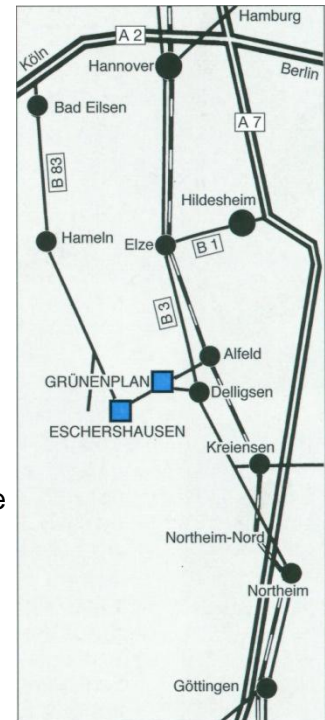 Hamburg
A 2
Köln
Hannover
Berlin
Bad Eilsen
A 7
B 83
Hildesheim
Hameln
Elze
B 1
B 3
Alfeld
GRÜNENPLAN
Delligsen
ESCHERSHAUSEN
Kreiensen
e
Northeim-Nord
Northeim
Göttingen